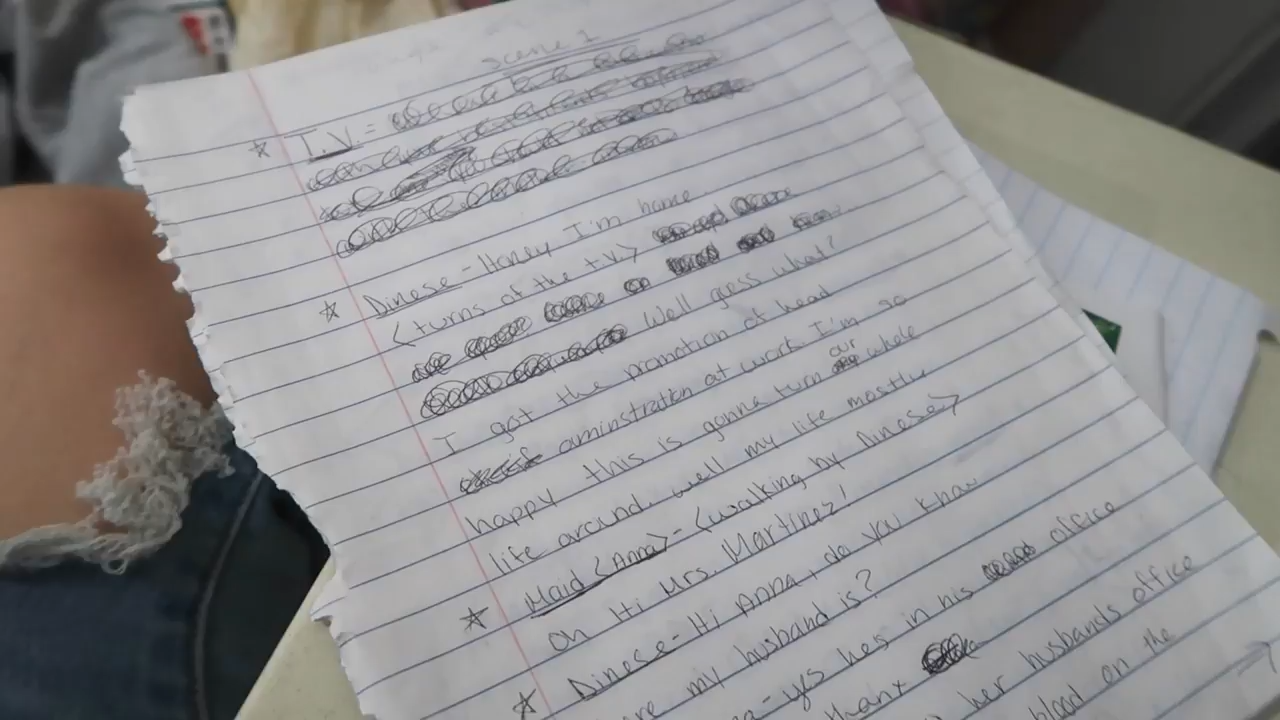 Scene 1
☆ T.V =
☆ Dinese - Honey I'm home
(turns of the t.v.)
Well guess what?
I got the promotion of head
aminstration at work. I'm so
happy this is gonna turn our whole
life around, well my life mostly
☆ Maid (Anna) - (walking by Dinese)
oh Hi Mrs. Martinez!
☆ Dinese - Hi Anna, do you know
my husband is?
- yes hes in his office
thanx
her husbands office
blood on the